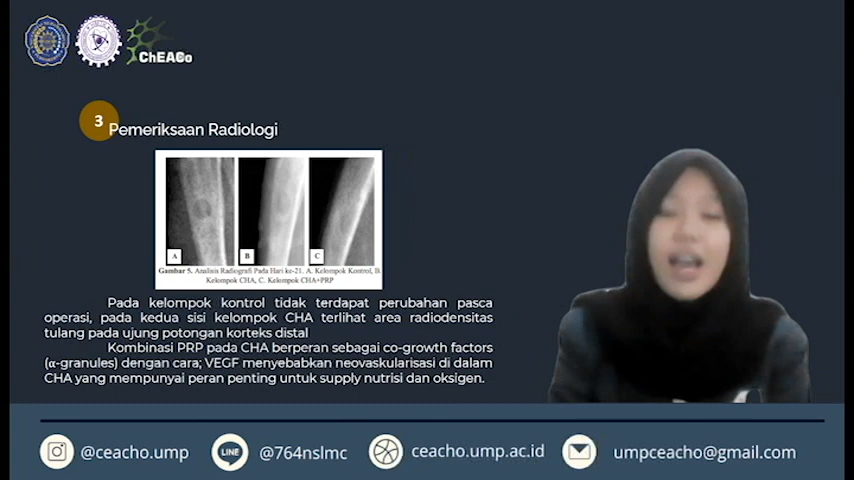 ChEACo
3
Pemeriksaan Radiologi
A
B
C
Gambar 5. Analisis Radiografi Pada Hari ke-21. A. Kelompok Kontrol, B.
Kelompok CHA, C. Kelompok CHA+PRP
Pada kelompok kontrol tidak terdapat perubahan pasca
operasi, pada kedua sisi kelompok CHA terlihat area radiodensitas
tulang pada ujung potongan korteks distal
Kombinasi PRP pada CHA berperan sebagai co-growth factors
(α-granules) dengan cara; VEGF menyebabkan neovaskularisasi di dalam
CHA yang mempunyai peran penting untuk supply nutrisi dan oksigen.
@ceacho.ump
LINE
@764nslmc
ceacho.ump.ac.id
umpceacho@gmail.com